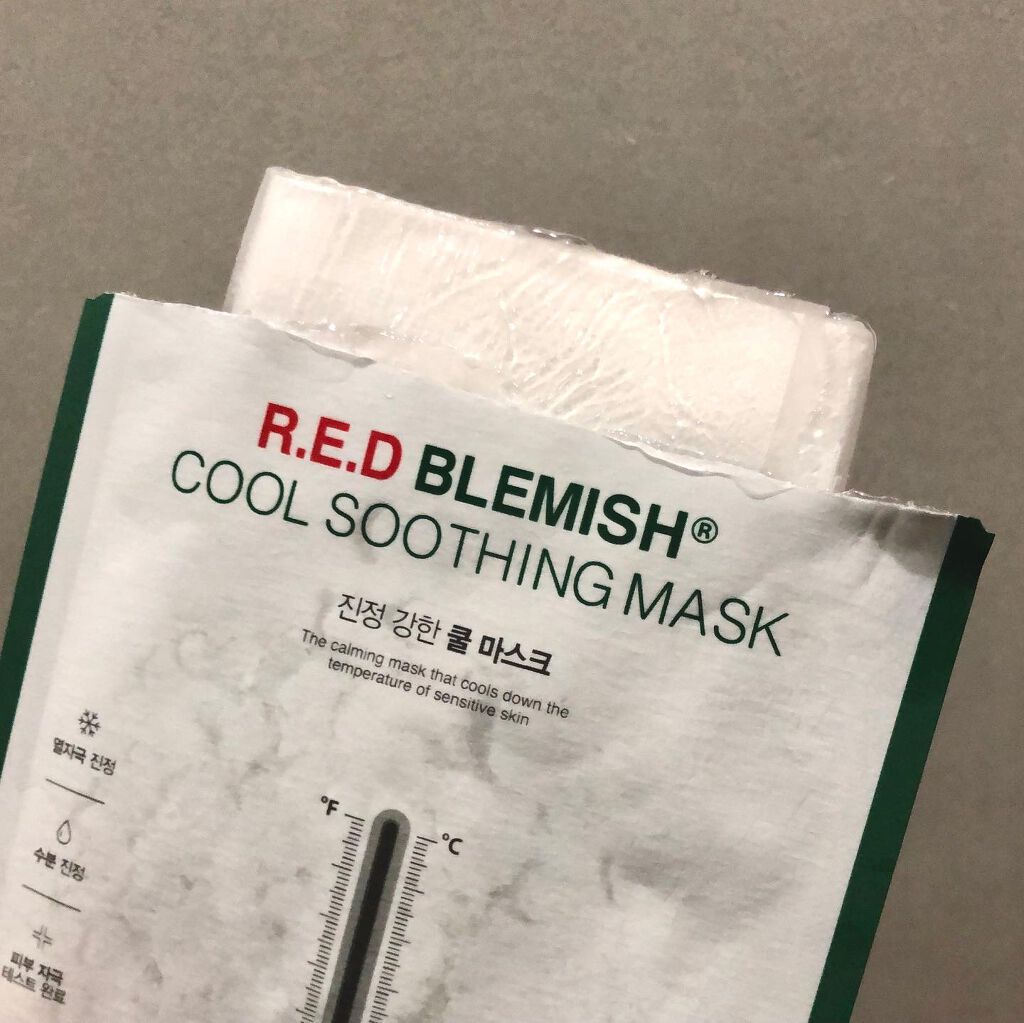 R.E.D BLEMISH®
COOL SOOTHING MASK
진정 강한 쿨 마스크
The calming mask that cools down the
temperature of sensitive skin
열자극 진정
수분 진정
피부 자극
테스트 완료
°F
°C